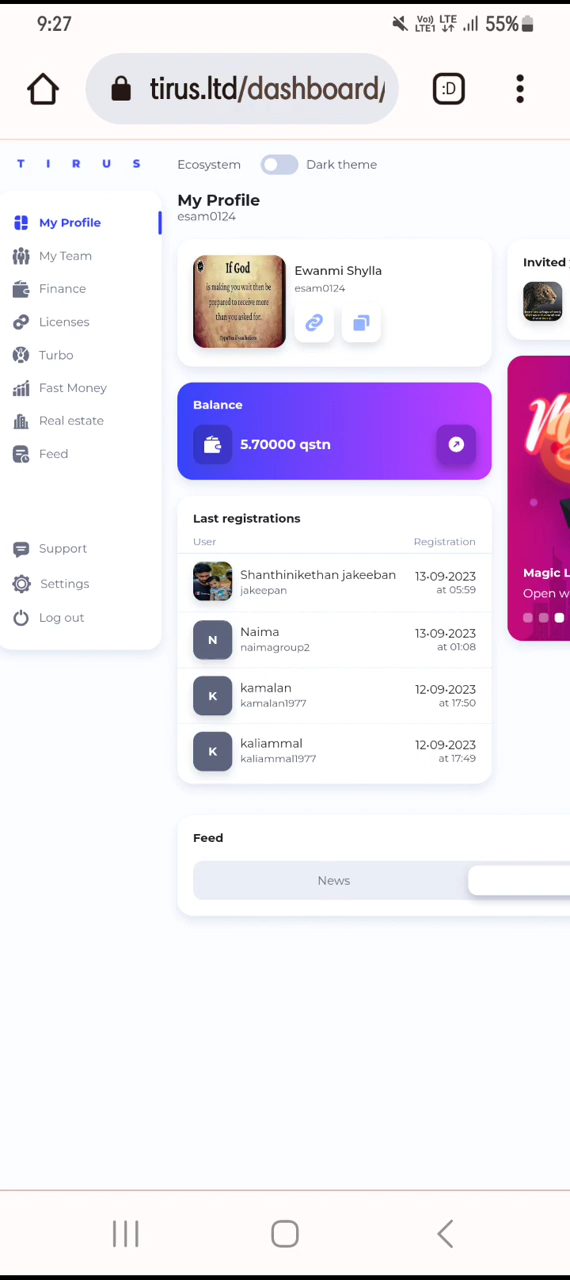 9:27
Vo)) LTE
LTE1
55%
:D
tirus.ltd/dashboard/
T I R U S
Ecosystem
Dark theme
My Profile
esam0124
My Profile
My Team
Finance
Licenses
Turbo
Fast Money
Real estate
Feed
Support
Settings
Log out
If God
is making you wait then be
prepared to receive more
than you asked for.
Ewanmi Shylla
esam0124
Invited
Balance
5.70000 qstn
Last registrations
User
Registration
Shanthinikethan jakeeban
jakeepan
13•09•2023
at 05:59
N
Naima
naimagroup2
13•09•2023
at 01:08
K
kamalan
kamalan1977
12•09•2023
at 17:50
K
kaliammal
kaliammal1977
12•09•2023
at 17:49
Magic L
Open w
Feed
News